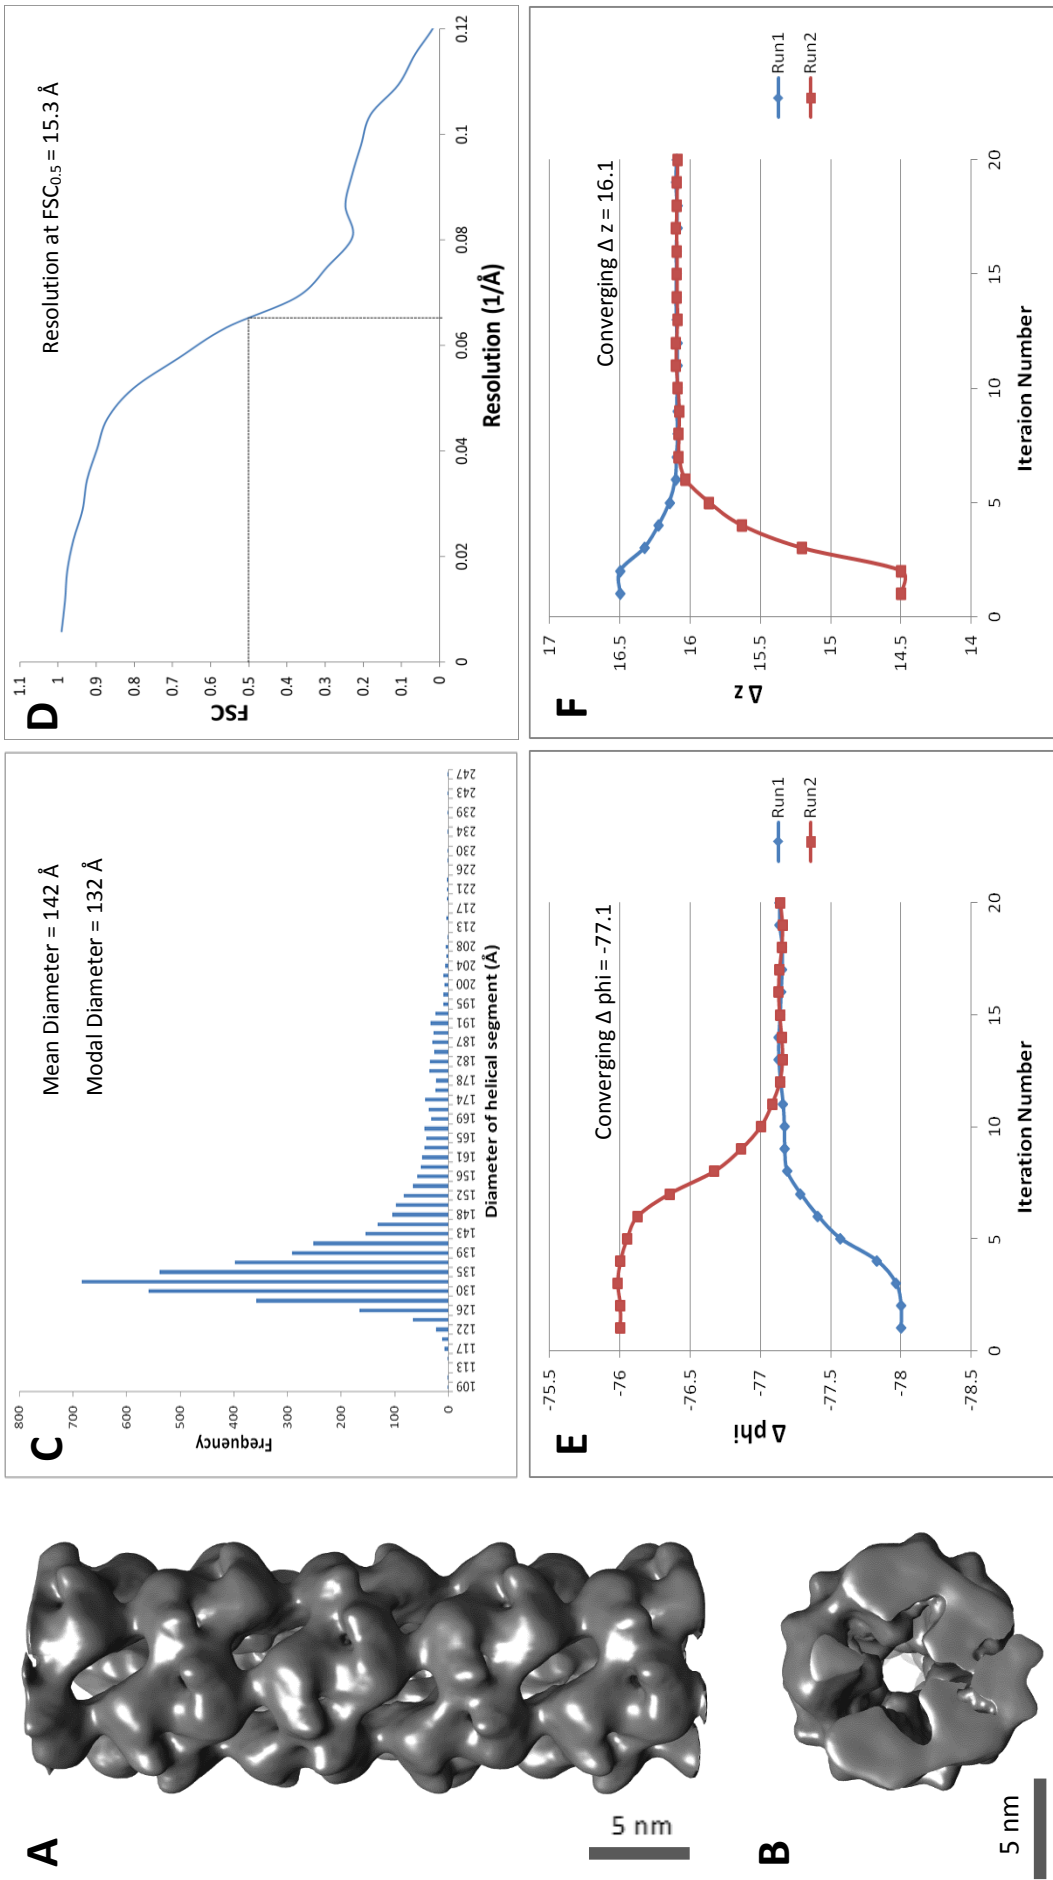 A
5 nm
B
5 nm
C
Mean Diameter = 142 Å
Modal Diameter = 132 Å
Frequency
800
700
600
500
400
300
200
100
0
109 113 117 122 126 130 135 139 143 148 152 156 161 165 169 174 178 182 187 191 195 200 204 208 213 217 221 226 230 234 239 243 247
Diameter of helical segment (Å)
D
Resolution at FSC0.5 = 15.3 Å
FSC
1.1
1
0.9
0.8
0.7
0.6
0.5
0.4
0.3
0.2
0.1
0
0 0.02 0.04 0.06 0.08 0.1 0.12
Resolution (1/Å)
E
Converging Δ phi = -77.1
Δ phi
-75.5
-76
-76.5
-77
-77.5
-78
-78.5
0 5 10 15 20
Iteration Number
Run1
Run2
F
Converging Δ z = 16.1
Δ z
17
16.5
16
15.5
15
14.5
14
0 5 10 15 20
Iteraion Number
Run1
Run2